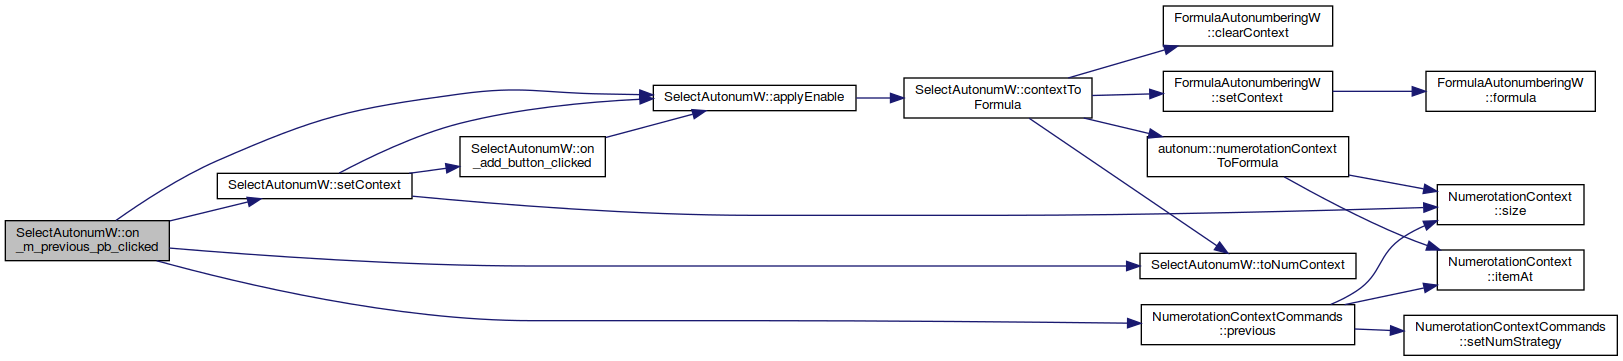 SelectAutonumW::on
_m_previous_pb_clicked
SelectAutonumW::setContext
SelectAutonumW::on
_add_button_clicked
SelectAutonumW::applyEnable
SelectAutonumW::contextTo
Formula
FormulaAutonumberingW
::clearContext
FormulaAutonumberingW
::setContext
FormulaAutonumberingW
::formula
autonum::numerotationContext
ToFormula
NumerotationContext
::size
NumerotationContext
::itemAt
SelectAutonumW::toNumContext
NumerotationContextCommands
::previous
NumerotationContextCommands
::setNumStrategy